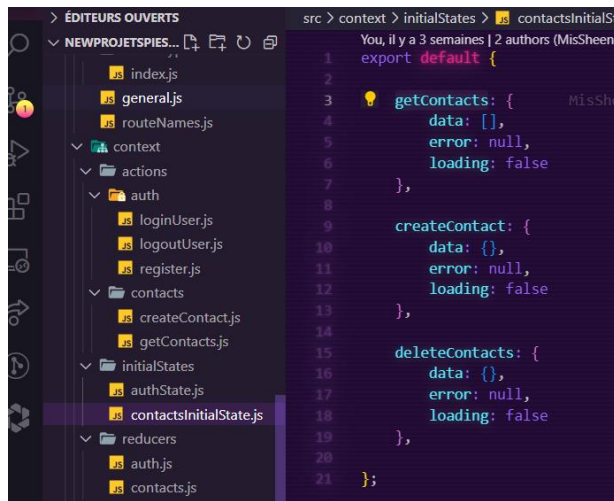 ÉDITEURS OUVERTS
NEWPROJETSPIES...
index.js
general.js
routeNames.js
context
actions
auth
loginUser.js
logoutUser.js
register.js
contacts
createContact.js
getContacts.js
initialStates
authState.js
contactsInitialState.js
reducers
auth.js
contacts.js
1
src > context > initialStates > JS contactsInitialS
You, il y a 3 semaines | 2 authors (MisSheen
1 export default {
2
3 getContacts: { MisShe
4 data: [],
5 error: null,
6 loading: false
7 },
8
9 createContact: {
10 data: {},
11 error: null,
12 loading: false
13 },
14
15 deleteContacts: {
16 data: {},
17 error: null,
18 loading: false
19 },
20
21 };